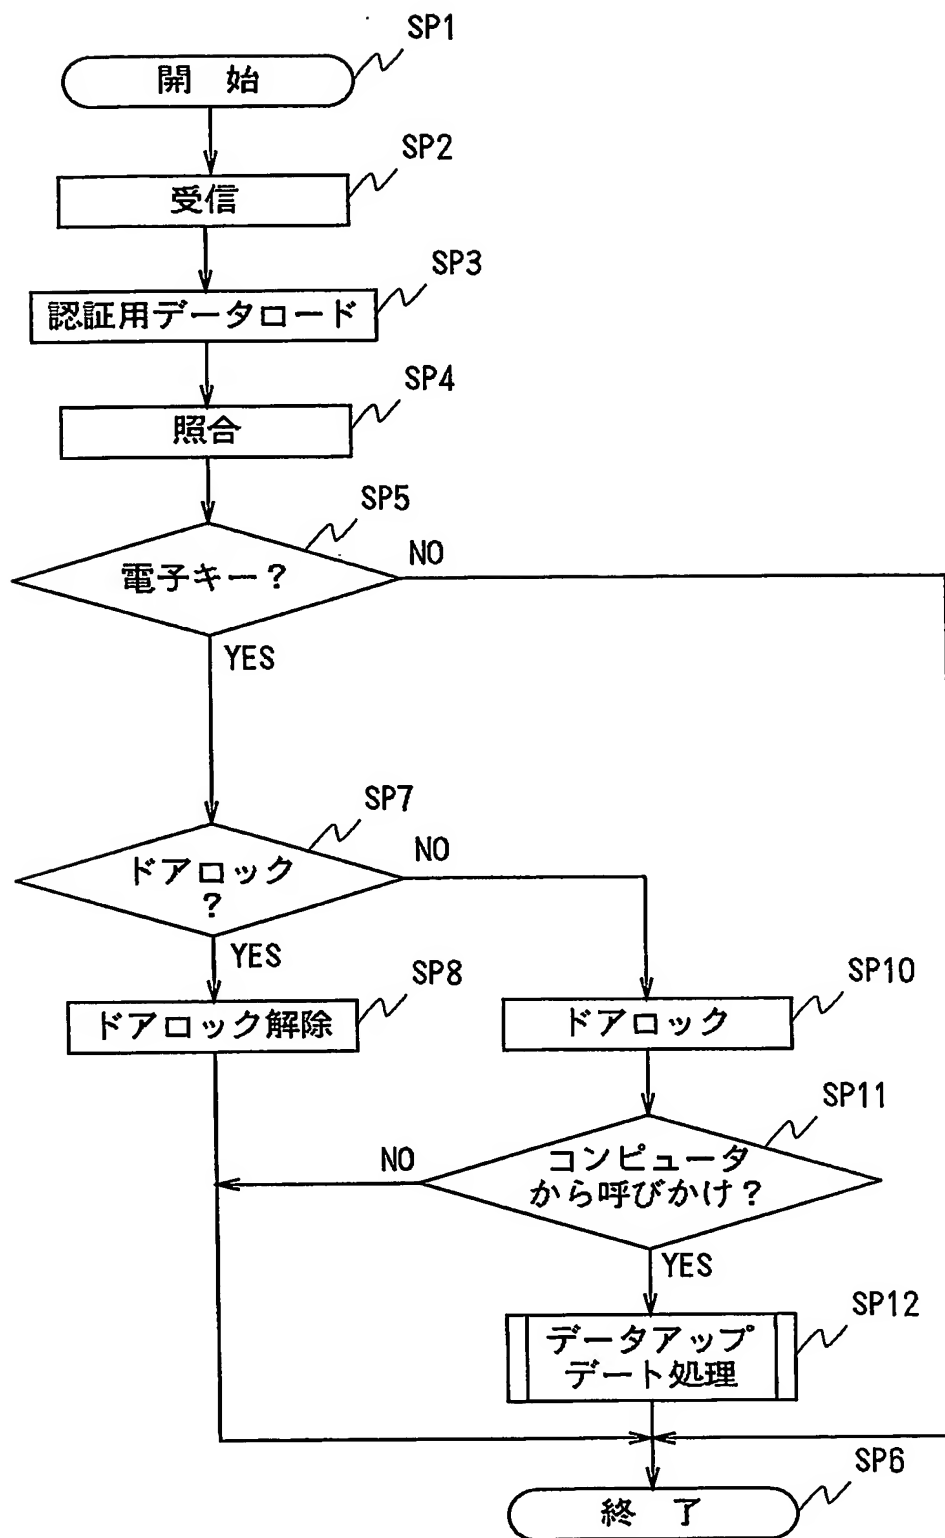 SP1
開 始
SP2
受信
SP3
認証用データロード
SP4
照合
SP5
電子キー?
NO
YES
SP7
ドアロック
?
NO
YES
SP8
ドアロック解除
SP10
ドアロック
SP11
コンピュータ
から呼びかけ?
NO
YES
SP12
データアップ
デート処理
SP6
終 了